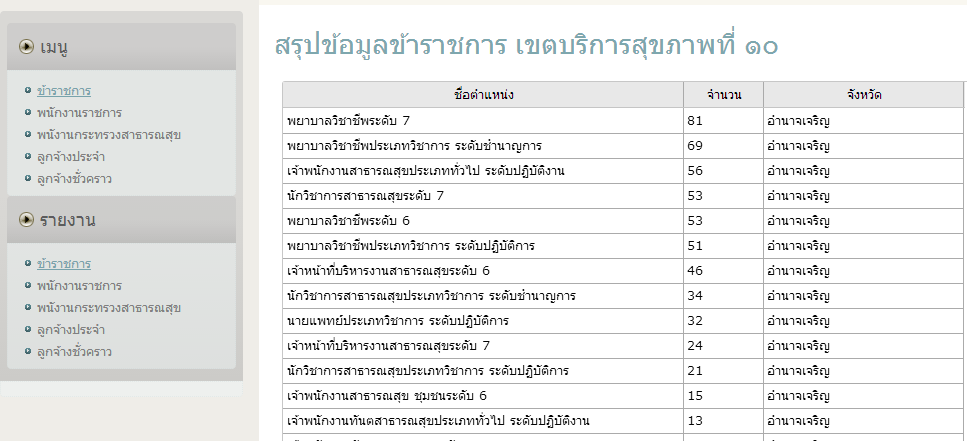 เมนู
ข้าราชการ
พนักงานราชการ
พนังานกระทรวงสาธารณสุข
ลูกจ้างประจำ
ลูกจ้างชั่วคราว
รายงาน
ข้าราชการ
พนักงานราชการ
พนังานกระทรวงสาธารณสุข
ลูกจ้างประจำ
ลูกจ้างชั่วคราว
สรุปข้อมูลข้าราชการ เขตบริการสุขภาพที่ ๑๐
ชื่อตำแหน่ง จำนวน จังหวัด
พยาบาลวิชาชีพระดับ 7 81 อำนาจเจริญ
พยาบาลวิชาชีพประเภทวิชาการ ระดับชำนาญการ 69 อำนาจเจริญ
เจ้าพนักงานสาธารณสุขประเภททั่วไป ระดับปฏิบัติงาน 56 อำนาจเจริญ
นักวิชาการสาธารณสุขระดับ 7 53 อำนาจเจริญ
พยาบาลวิชาชีพระดับ 6 53 อำนาจเจริญ
พยาบาลวิชาชีพประเภทวิชาการ ระดับปฏิบัติการ 51 อำนาจเจริญ
เจ้าหน้าที่บริหารงานสาธารณสุขระดับ 6 46 อำนาจเจริญ
นักวิชาการสาธารณสุขประเภทวิชาการ ระดับชำนาญการ 34 อำนาจเจริญ
นายแพทย์ประเภทวิชาการ ระดับปฏิบัติการ 32 อำนาจเจริญ
เจ้าหน้าที่บริหารงานสาธารณสุขระดับ 7 24 อำนาจเจริญ
นักวิชาการสาธารณสุขประเภทวิชาการ ระดับปฏิบัติการ 21 อำนาจเจริญ
เจ้าพนักงานสาธารณสุข ชุมชนระดับ 6 15 อำนาจเจริญ
เจ้าพนักงานทันตสาธารณสุขประเภททั่วไป ระดับปฏิบัติงาน 13 อำนาจเจริญ